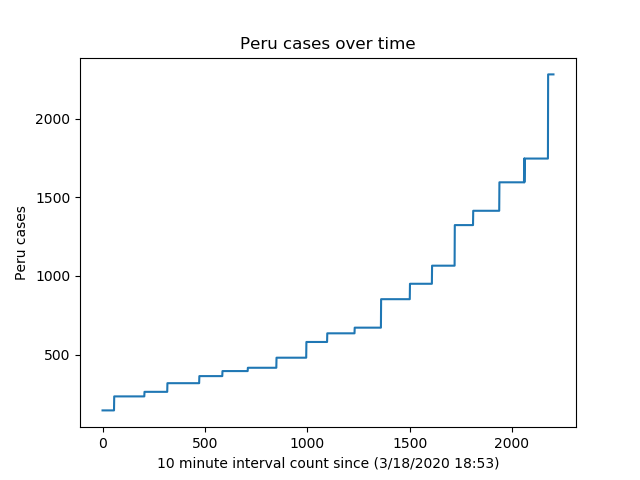 Peru cases over time
2000
1500
1000
500
Peru cases
0 500 1000 1500 2000
10 minute interval count since (3/18/2020 18:53)